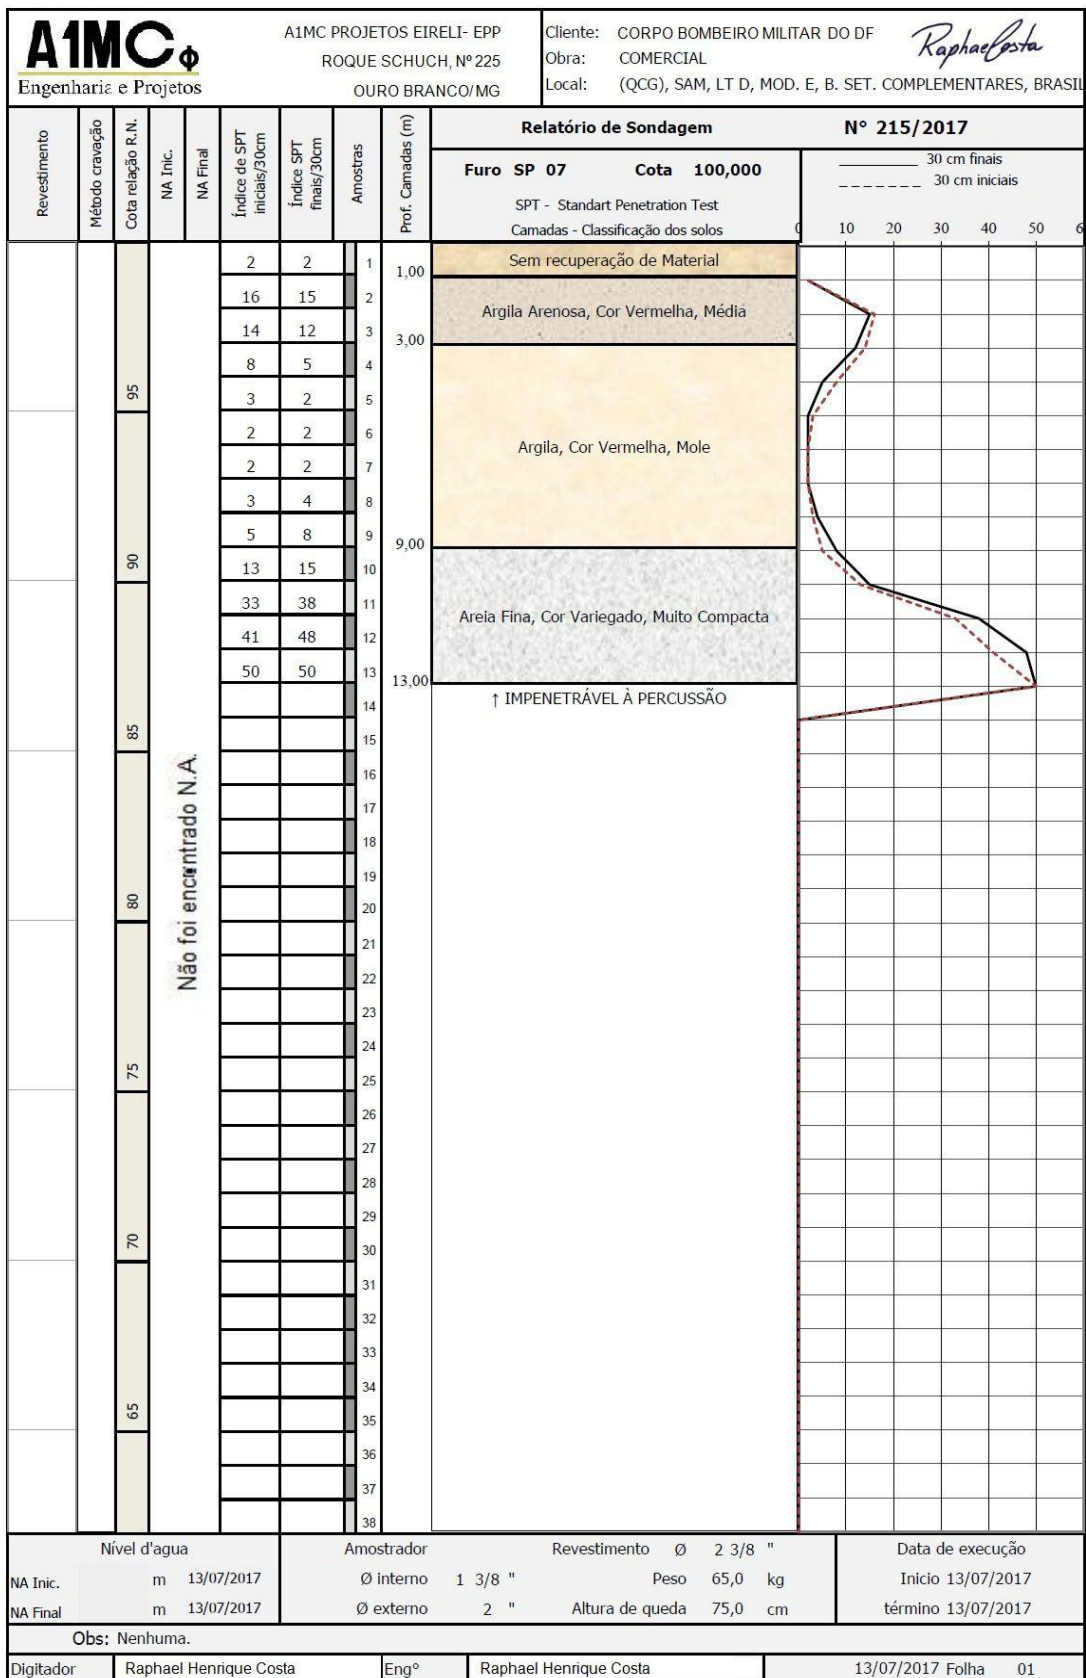 A1MC Φ
Engenharia e Projetos
A1MC PROJETOS EIRELI- EPP
ROQUE SCHUCH, Nº 225
OURO BRANCO/MG
Cliente: CORPO BOMBEIRO MILITAR DO DF
Obra: COMERCIAL
Local: (QCG), SAM, LT D, MOD. E, B. SET. COMPLEMENTARES, BRASIL
Raphael Costa
Revestimento
Método cravação
Cota relação R.N.
NA Inic.
NA Final
Índice de SPT iniciais/30cm
Índice SPT finais/30cm
Amostras
Prof. Camadas (m)
Relatório de Sondagem
N° 215/2017
Furo SP 07 Cota 100,000
SPT - Standart Penetration Test
Camadas - Classificação dos solos
30 cm finais
30 cm iniciais
0 10 20 30 40 50 6
2 2 1
1,00
Sem recuperação de Material
16 15 2
Argila Arenosa, Cor Vermelha, Média
14 12 3
3,00
8 5 4
95
3 2 5
2 2 6
Argila, Cor Vermelha, Mole
2 2 7
3 4 8
5 8 9
9,00
90
13 15 10
33 38 11
Areia Fina, Cor Variegado, Muito Compacta
41 48 12
50 50 13
13,00
↑ IMPENETRÁVEL À PERCUSSÃO
14
85
15
Não foi encontrado N.A.
16
17
18
19
80
20
21
22
23
24
75
25
26
27
28
29
70
30
31
32
33
34
65
35
36
37
38
Nível d'agua
NA Inic. m 13/07/2017
NA Final m 13/07/2017
Amostrador
Ø interno 1 3/8 "
Ø externo 2 "
Revestimento Ø 2 3/8 "
Peso 65,0 kg
Altura de queda 75,0 cm
Data de execução
Inicio 13/07/2017
término 13/07/2017
Obs: Nenhuma.
Digitador Raphael Henrique Costa Eng° Raphael Henrique Costa 13/07/2017 Folha 01